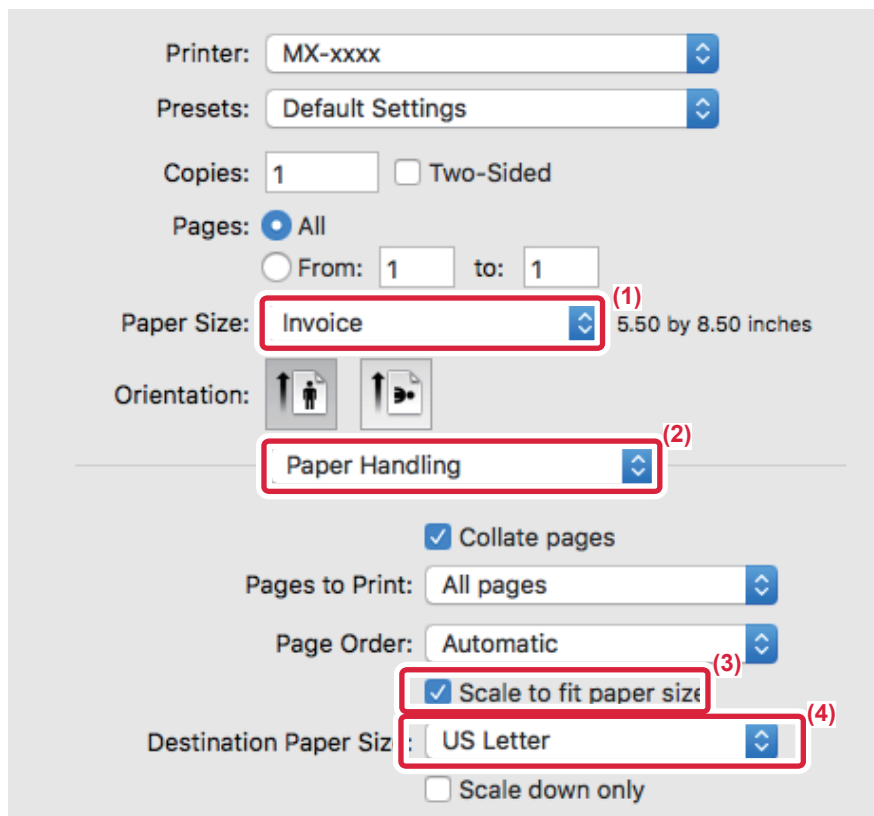 Printer: MX-xxxx
Presets: Default Settings
Copies: 1 Two-Sided
Pages: All
From: 1 to: 1
(1)
Paper Size: Invoice 5.50 by 8.50 inches
Orientation:
(2)
Paper Handling
Collate pages
Pages to Print: All pages
Page Order: Automatic
(3)
Scale to fit paper size
(4)
Destination Paper Size: US Letter
Scale down only